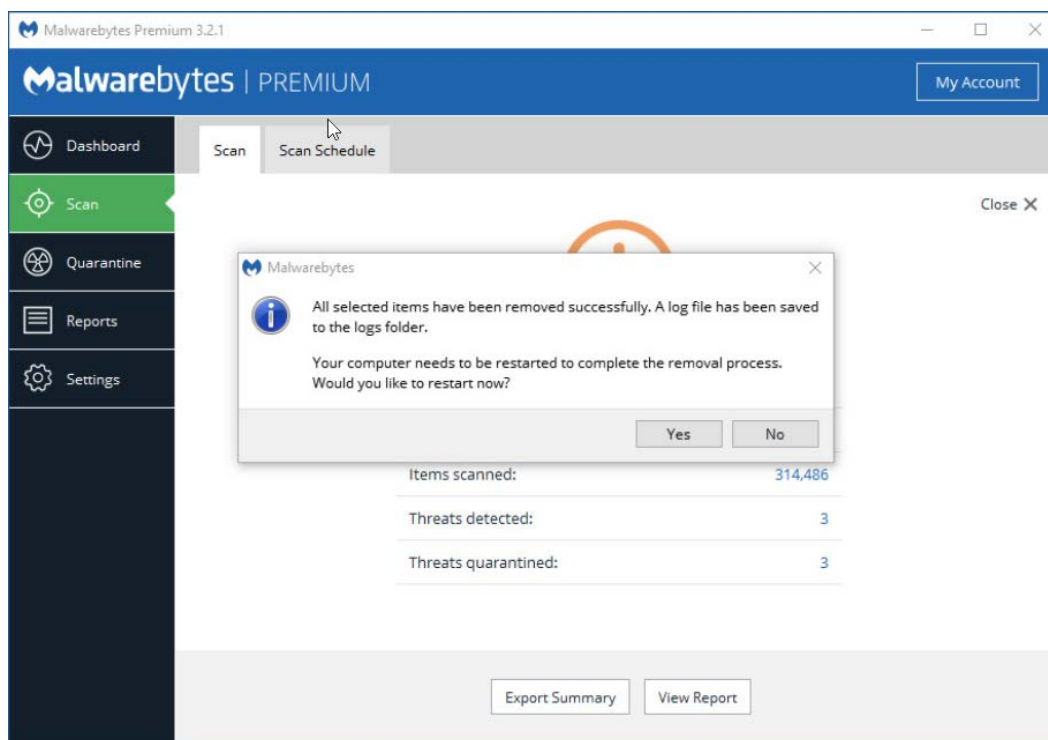 Malwarebytes Premium 3.2.1
Malwarebytes | PREMIUM
My Account
Dashboard
Scan
Quarantine
Reports
Settings
Scan
Scan Schedule
Close
Malwarebytes
All selected items have been removed successfully. A log file has been saved
to the logs folder.
Your computer needs to be restarted to complete the removal process.
Would you like to restart now?
Yes
No
Items scanned: 314,486
Threats detected: 3
Threats quarantined: 3
Export Summary
View Report